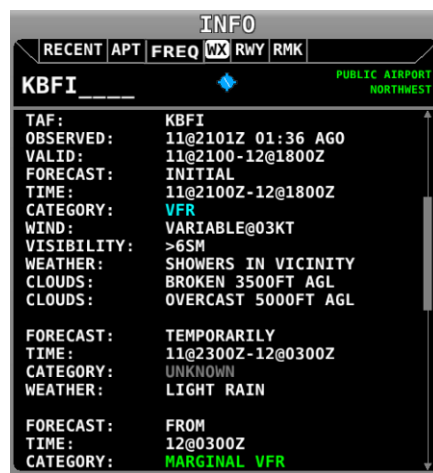 INFO
RECENT APT FREQ WX RWY RMK
KBFI____
PUBLIC AIRPORT
NORTHWEST
TAF: KBFI
OBSERVED: 11@2101Z 01:36 AGO
VALID: 11@2100-12@1800Z
FORECAST: INITIAL
TIME: 11@2100Z-12@1800Z
CATEGORY: VFR
WIND: VARIABLE@03KT
VISIBILITY: >6SM
WEATHER: SHOWERS IN VICINITY
CLOUDS: BROKEN 3500FT AGL
CLOUDS: OVERCAST 5000FT AGL
FORECAST: TEMPORARILY
TIME: 11@2300Z-12@0300Z
CATEGORY: UNKNOWN
WEATHER: LIGHT RAIN
FORECAST: FROM
TIME: 12@0300Z
CATEGORY: MARGINAL VFR